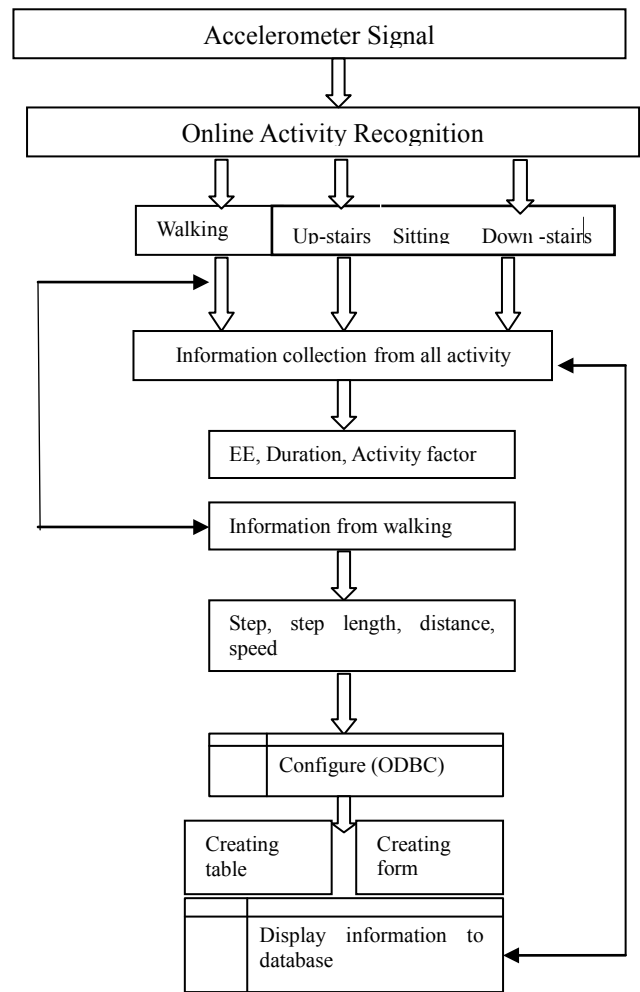 Accelerometer Signal
Online Activity Recognition
Walking
Up-stairs Sitting Down -stairs
Information collection from all activity
EE, Duration, Activity factor
Information from walking
Step, step length, distance,
speed
Configure (ODBC)
Creating
table
Creating
form
Display information to
database